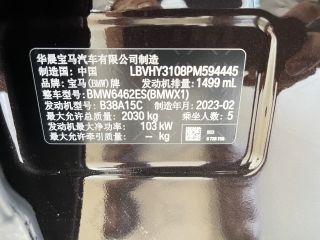 华晨宝马汽车有限公司制造
制造国:中国 LBVHY3108PM594445
品牌:宝马(BMW)牌 发动机排量:1499 mL
整车型号:BMW6462ES(BMWX1)
发动机型号:B38A15C 制造年月:2023-02
最大允许总质量:2030 kg 乘坐人数:5
发动机最大净功率:103 kW
最大允许牵引质量:-- kg